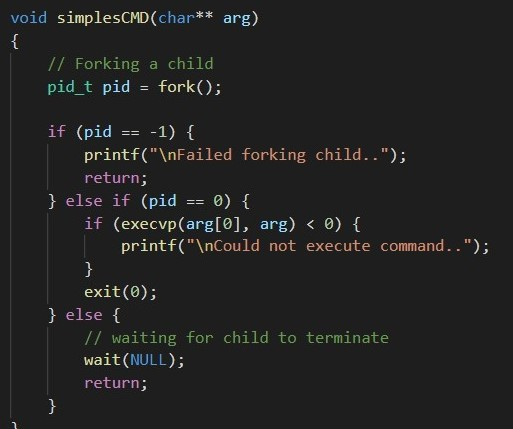 void simplesCMD(char** arg)
{
    // Forking a child
    pid_t pid = fork();

    if (pid == -1) {
        printf("\nFailed forking child..");
        return;
    } else if (pid == 0) {
        if (execvp(arg[0], arg) < 0) {
            printf("\nCould not execute command..");
        }
        exit(0);
    } else {
        // waiting for child to terminate
        wait(NULL);
        return;
    }
}